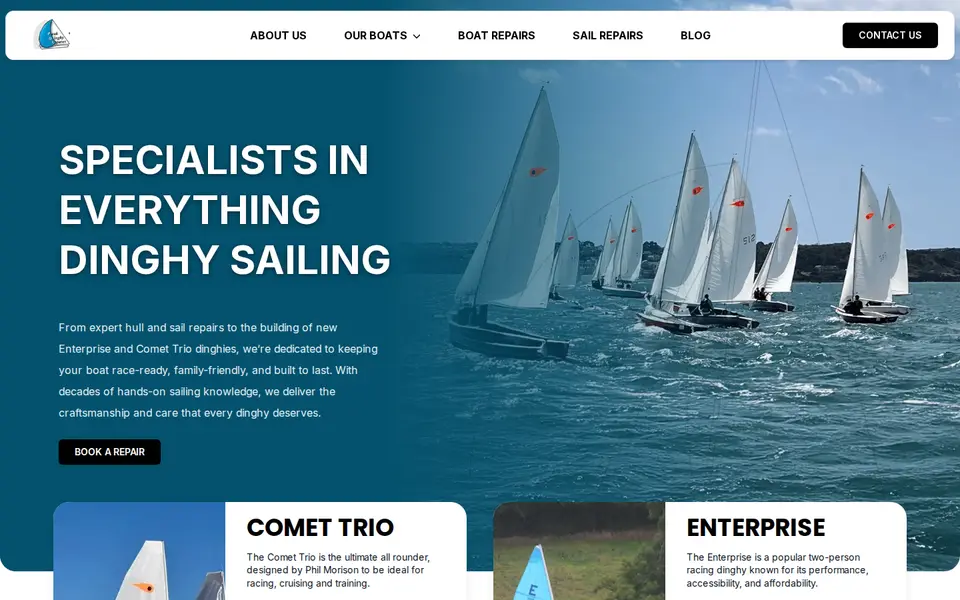 ABOUT US
OUR BOATS
BOAT REPAIRS
SAIL REPAIRS
BLOG
CONTACT US
SPECIALISTS IN
EVERYTHING
DINGHY SAILING
From expert hull and sail repairs to the building of new
Enterprise and Comet Trio dinghies, we're dedicated to keeping
your boat race-ready, family-friendly, and built to last. With
decades of hands-on sailing knowledge, we deliver the
craftsmanship and care that every dinghy deserves.
BOOK A REPAIR
COMET TRIO
The Comet Trio is the ultimate all rounder,
designed by Phil Morison to be ideal for
racing, cruising and training.
ENTERPRISE
The Enterprise is a popular two-person
racing dinghy known for its performance,
accessibility, and affordability.
E